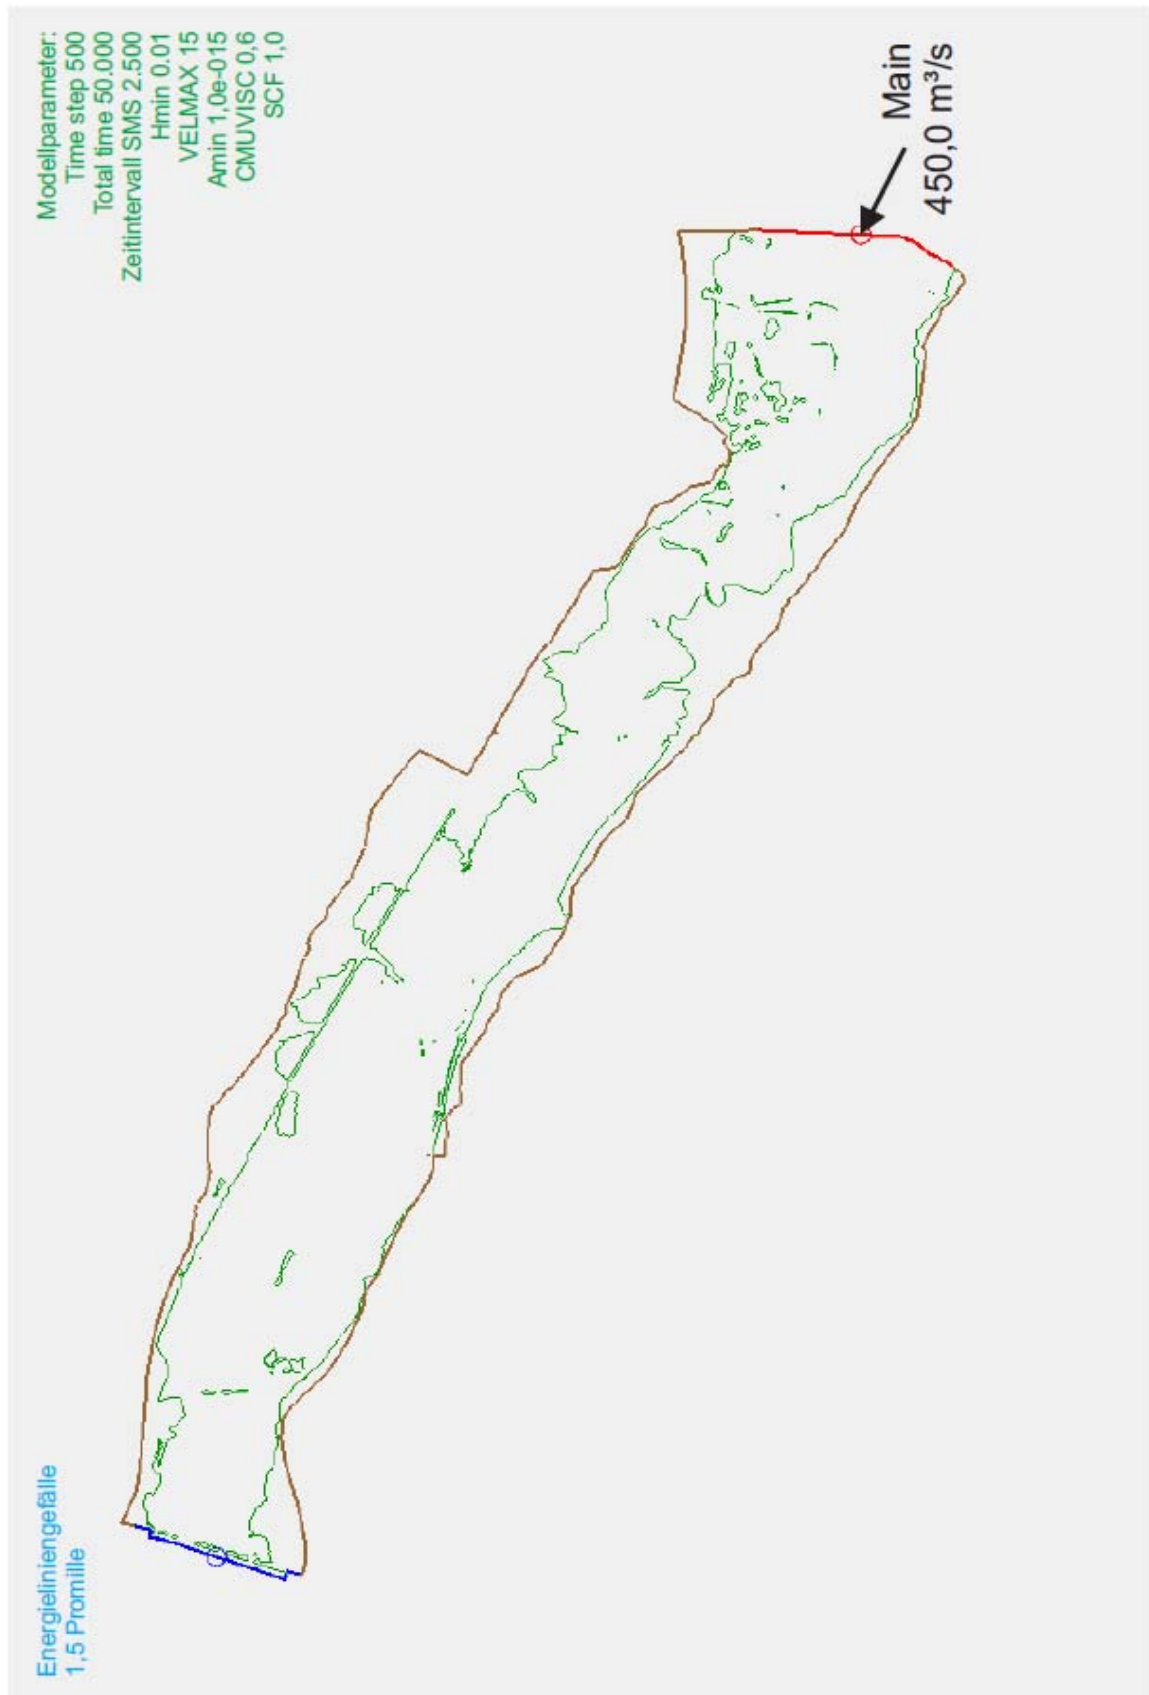 Modellparameter:
Time step 500
Total time 50.000
Zeitintervall SMS 2.500
Hmin 0.01
VELMAX 15
Amin 1,0e-015
CMUVISC 0,6
SCF 1,0
Main
450,0 m³/s
Energieliniengefälle
1,5 Promille